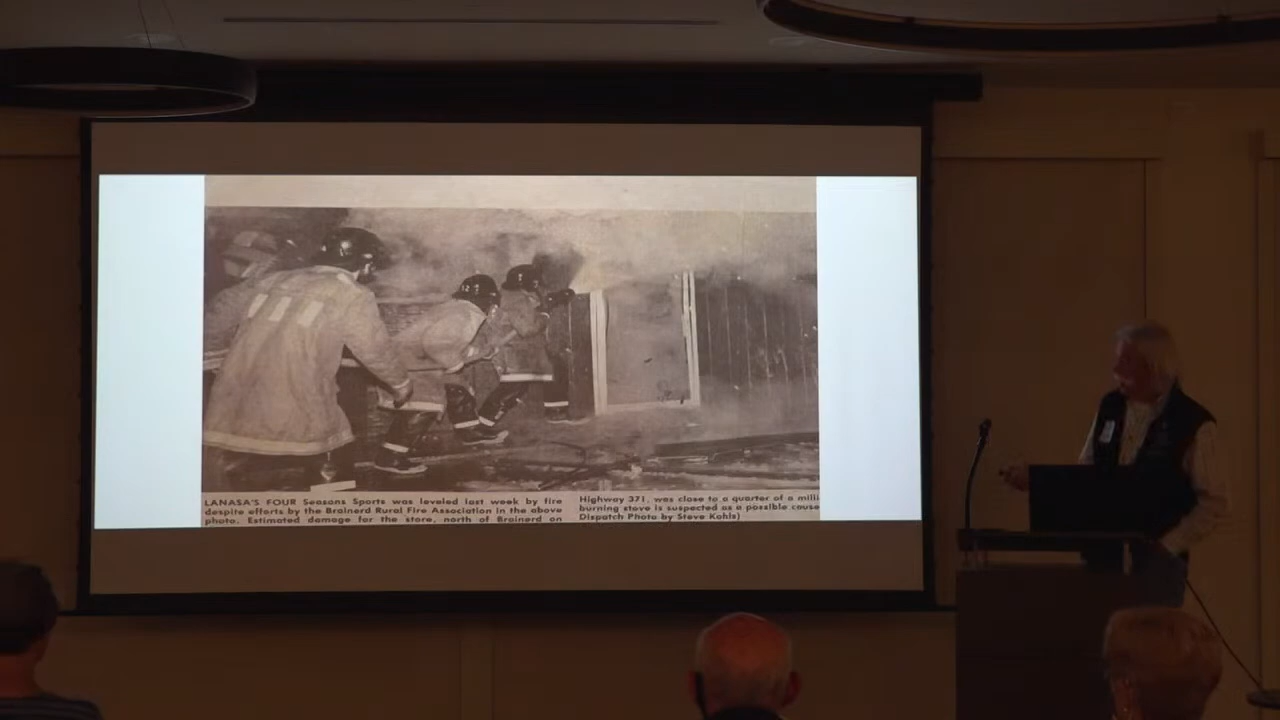 LANASA'S FOUR Seasons Sports was leveled last week by fire
despite efforts by the Brainerd Rural Fire Association in the above
photo. Estimated damage for the store, north of Brainerd on
Highway 371, was close to a quarter of a milli
burning stove is suspected as a possible cause
Dispatch Photo by Steve Kohls)